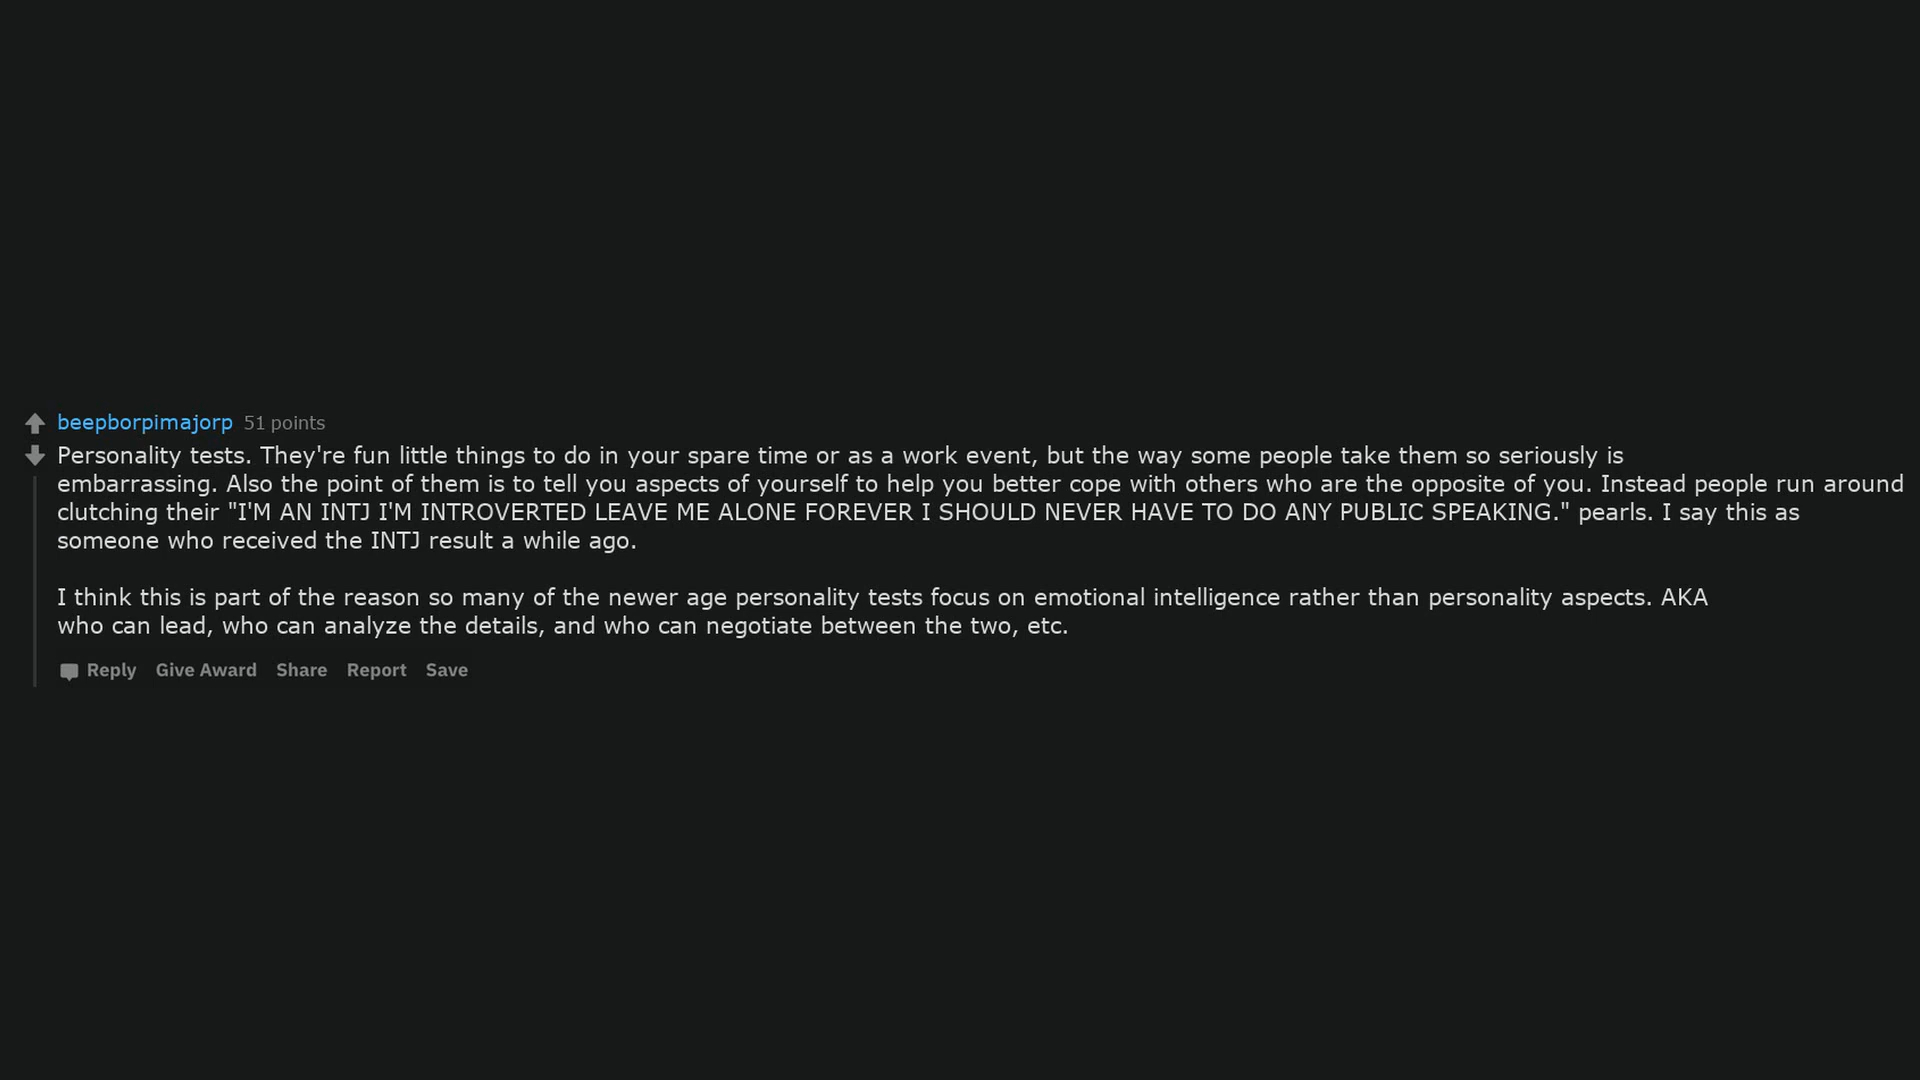 beepborpimajorp 51 points
Personality tests. They're fun little things to do in your spare time or as a work event, but the way some people take them so seriously is
embarrassing. Also the point of them is to tell you aspects of yourself to help you better cope with others who are the opposite of you. Instead people run around
clutching their "I'M AN INTJ I'M INTROVERTED LEAVE ME ALONE FOREVER I SHOULD NEVER HAVE TO DO ANY PUBLIC SPEAKING." pearls. I say this as
someone who received the INTJ result a while ago.
I think this is part of the reason so many of the newer age personality tests focus on emotional intelligence rather than personality aspects. AKA
who can lead, who can analyze the details, and who can negotiate between the two, etc.
Reply Give Award Share Report Save